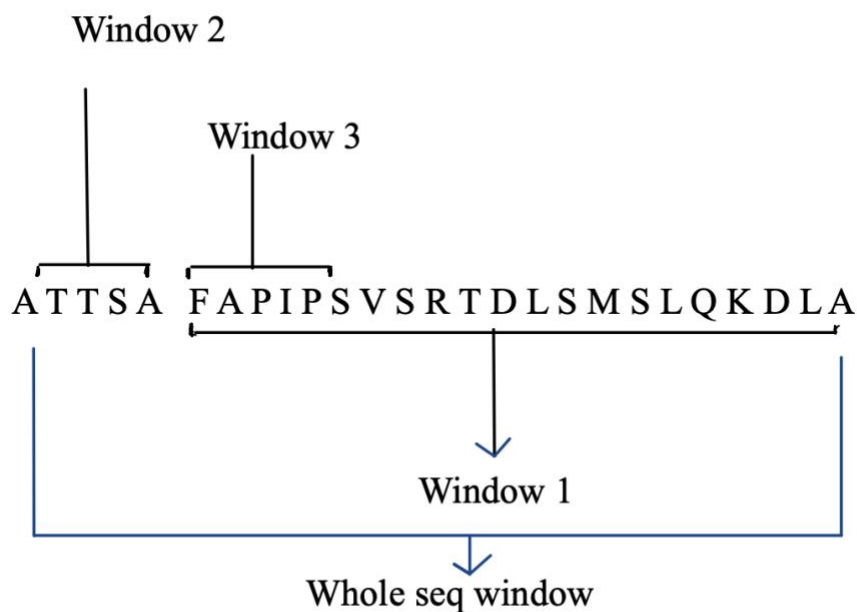 Window 2
Window 3
A T T S A F A P I P S V S R T D L S M S L Q K D L A
Window 1
Whole seq window